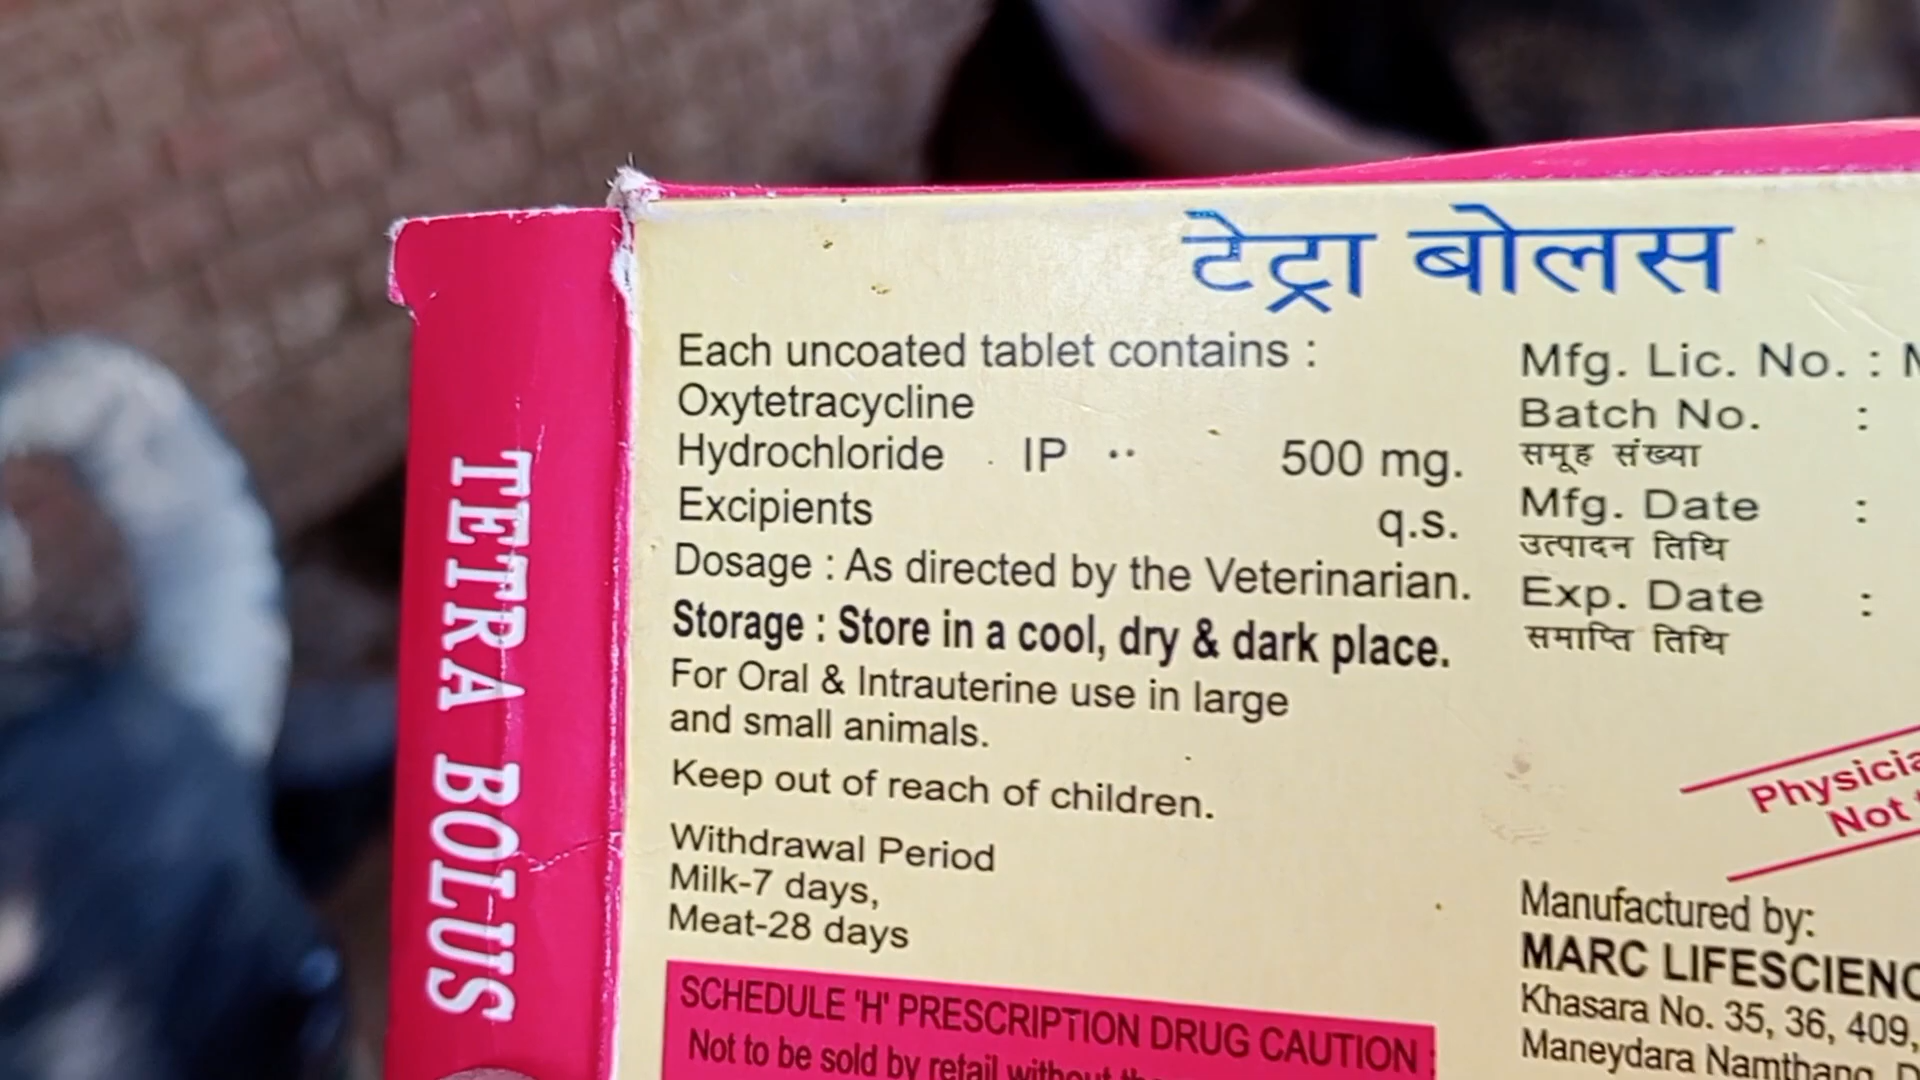 TETRA BOLUS
टेट्रा बोलस
Each uncoated tablet contains :
Oxytetracycline
Hydrochloride IP 500 mg.
Excipients q.s.
Dosage : As directed by the Veterinarian.
Storage : Store in a cool, dry & dark place.
For Oral & Intrauterine use in large
and small animals.
Keep out of reach of children.
Withdrawal Period
Milk-7 days,
Meat-28 days
SCHEDULE 'H' PRESCRIPTION DRUG CAUTION :
Not to be sold by retail without
Mfg. Lic. No. :
Batch No. :
समूह संख्या
Mfg. Date :
उत्पादन तिथि
Exp. Date :
समाप्ति तिथि
Not
Manufactured by:
MARC
Khasara No. 35, 36, 409,
Maneydara Namthang,